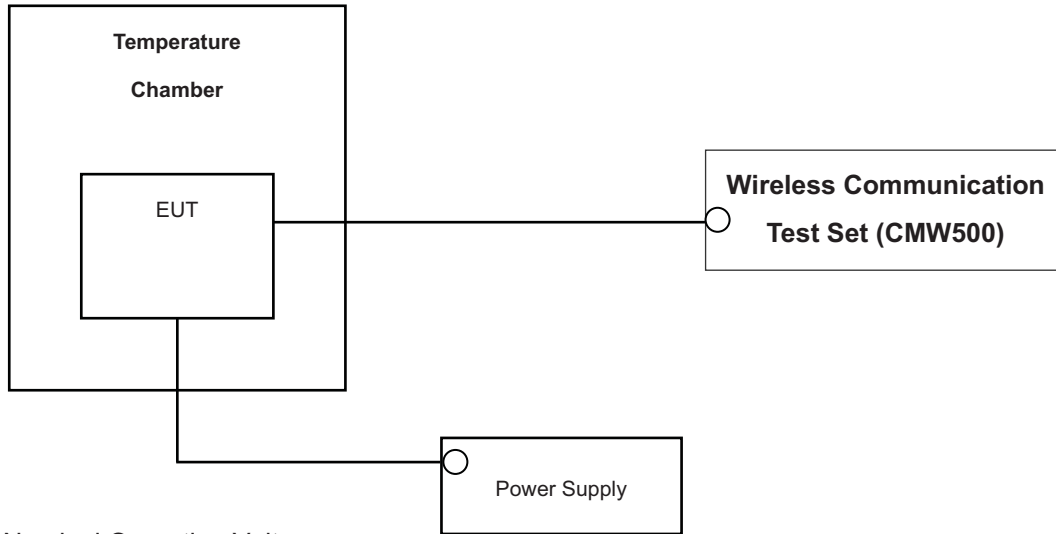 Temperature
Chamber
EUT
Wireless Communication
Test Set (CMW500)
Power Supply